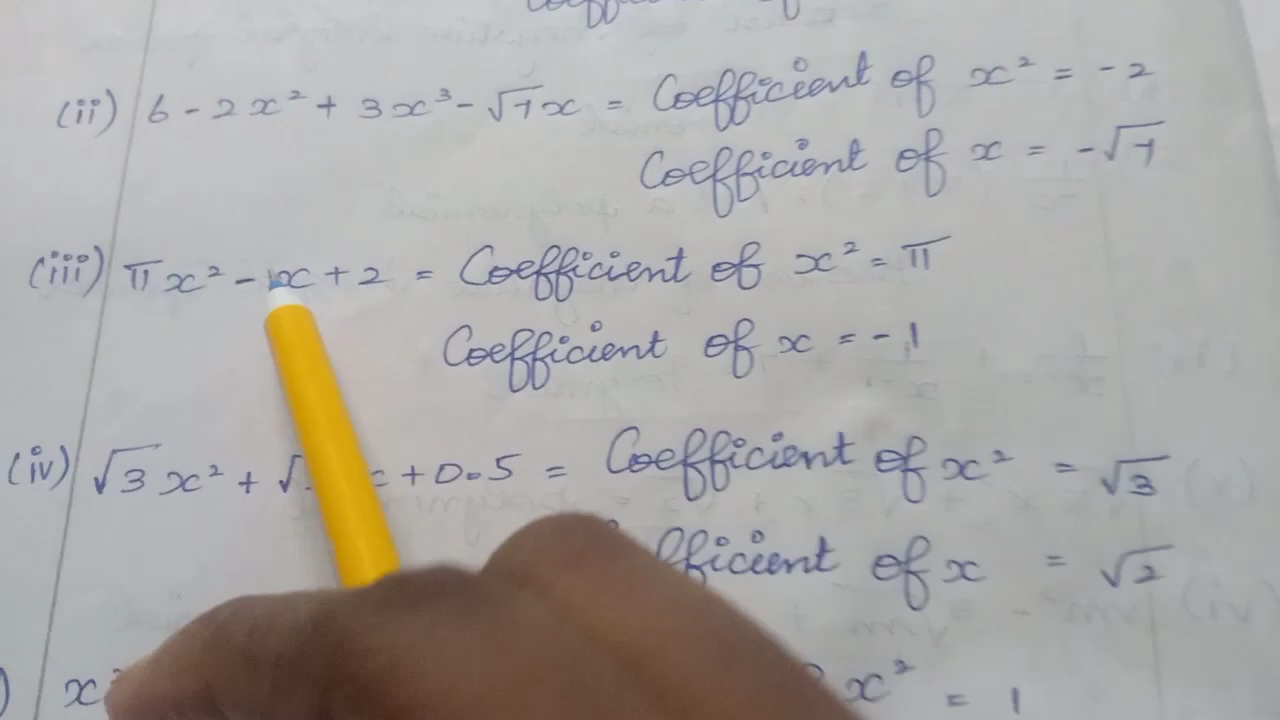 (ii) 6 - 2x² + 3x³ - √7x = Coefficient of x² = -2
Coefficient of x = -√7
(iii) πx² - x + 2 = Coefficient of x² = π
Coefficient of x = -1
(iv) √3x² + √ x + 0.5 = Coefficient of x² = √3
of x = √2
x² = 1